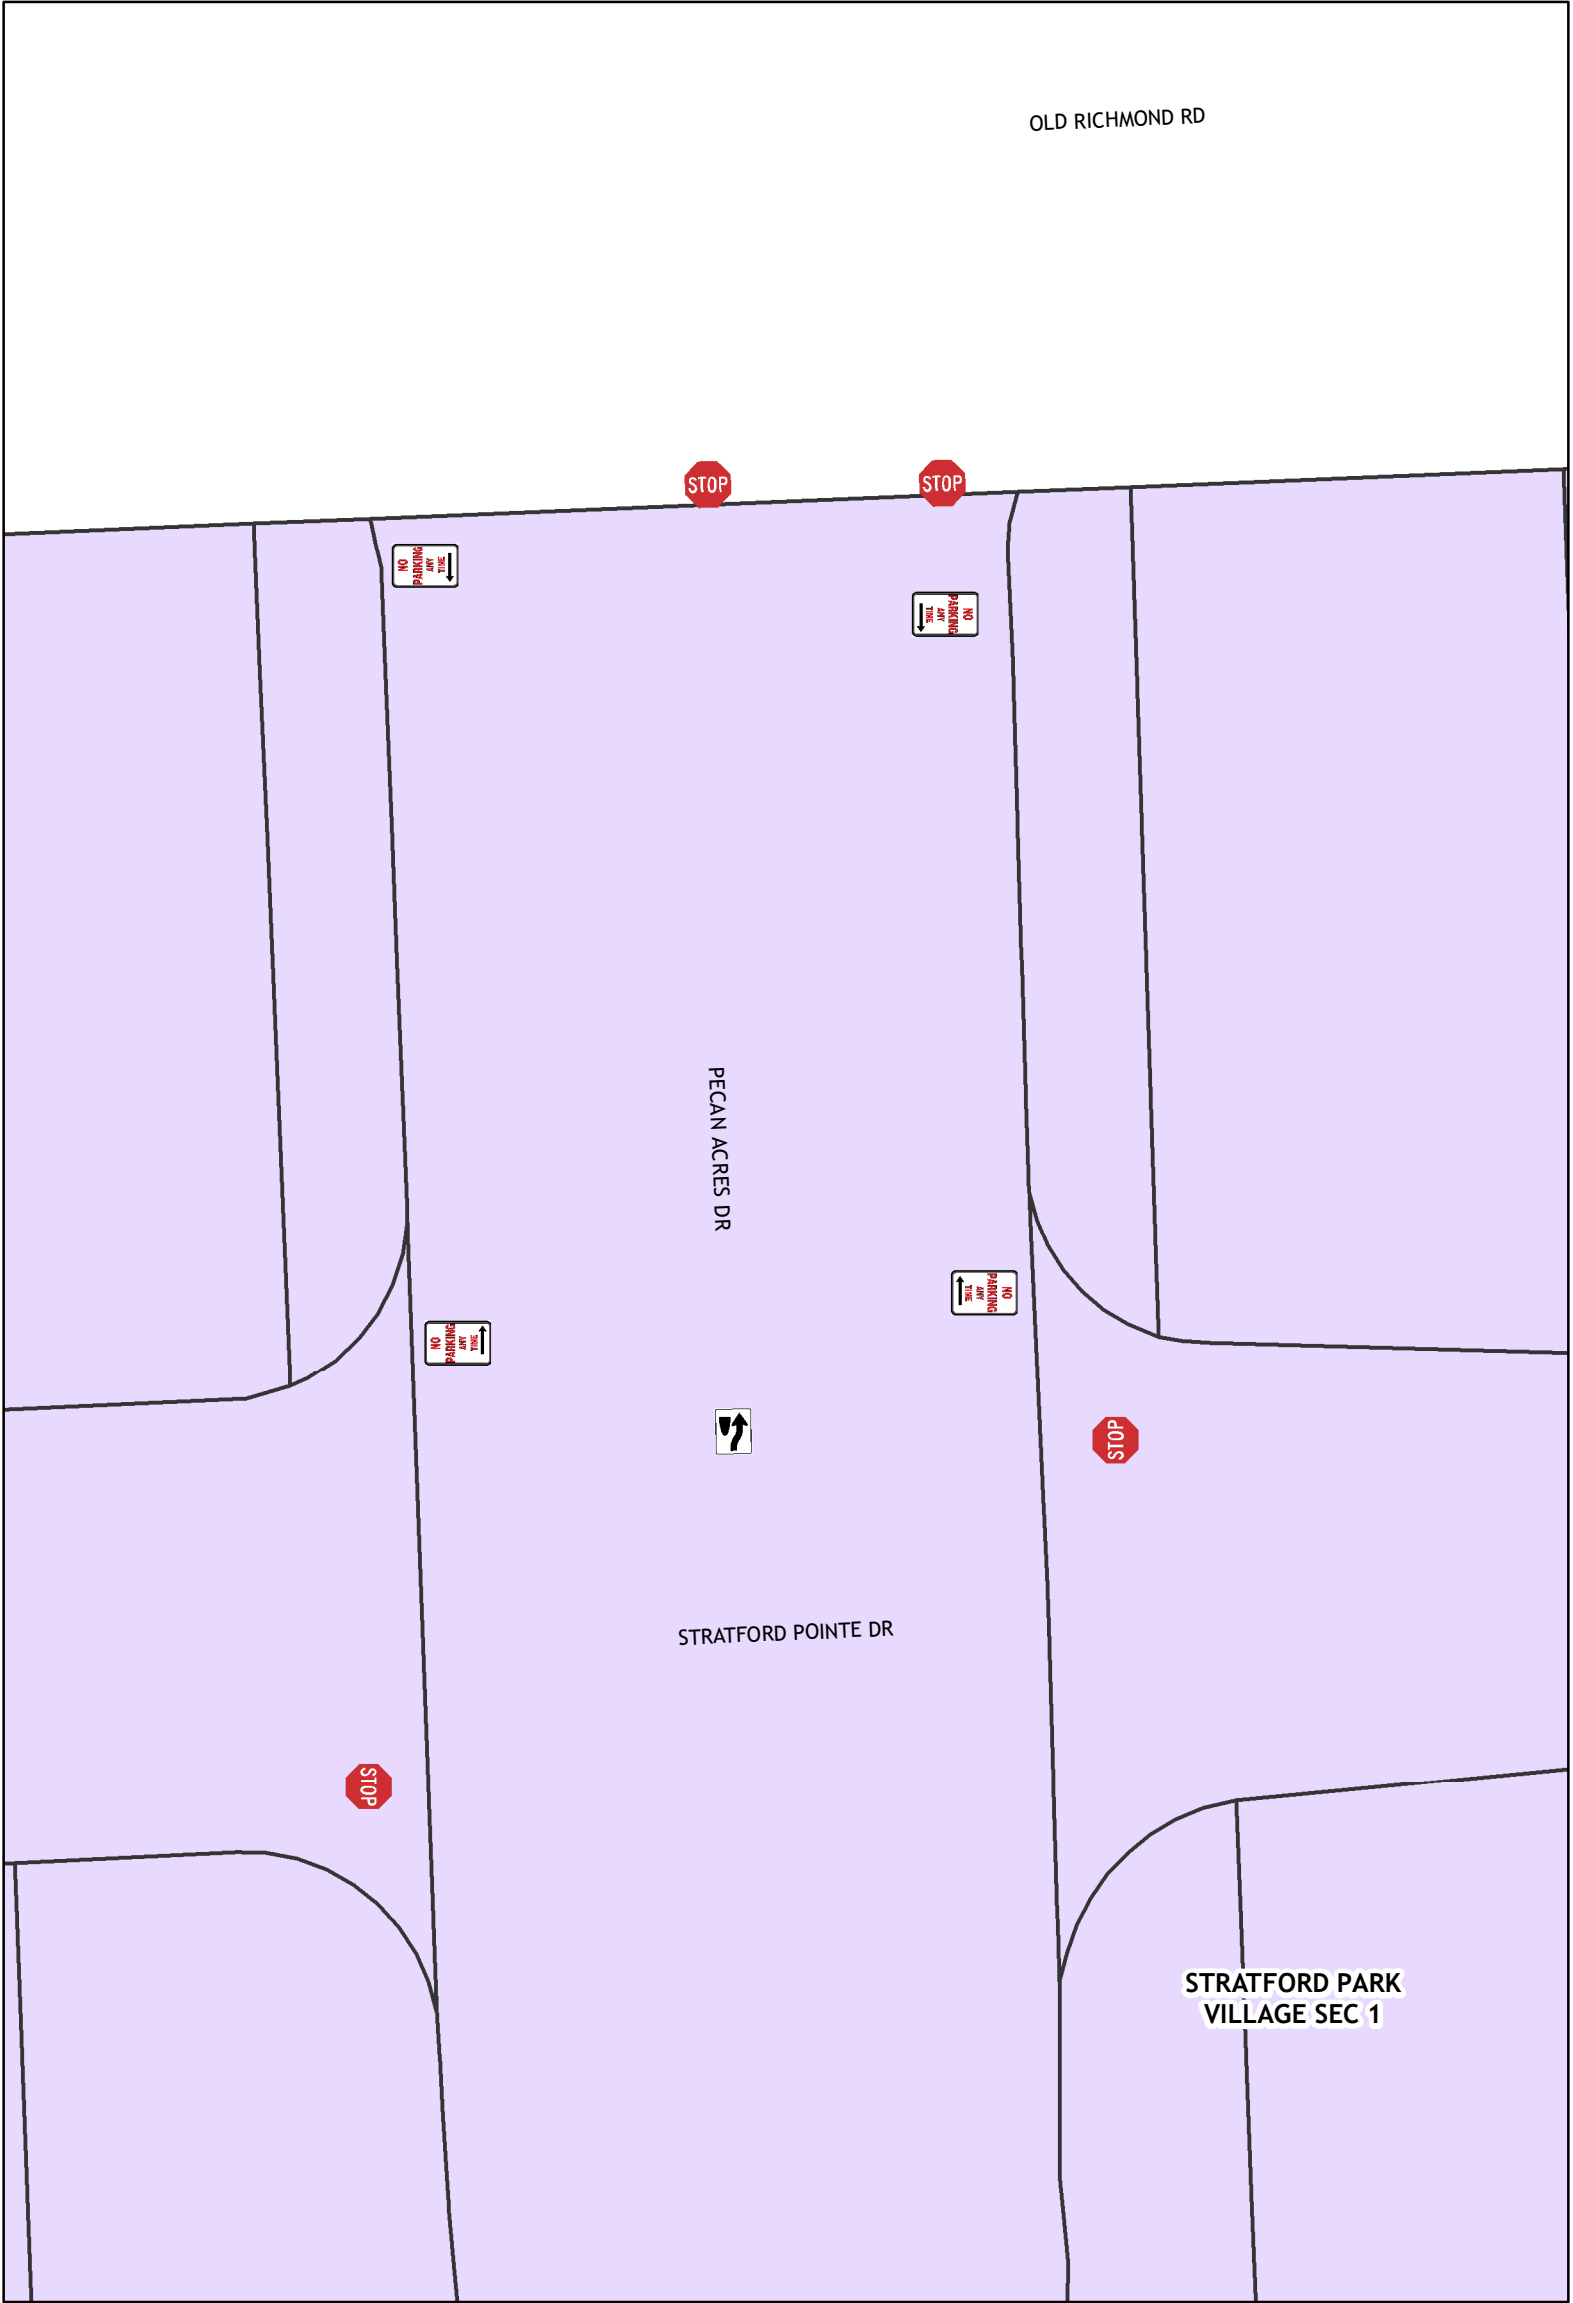 OLD RICHMOND RD
STOP
STOP
NO
PARKING
ANY
TIME
NO
PARKING
ANY
TIME
PECAN ACRES DR
NO
PARKING
ANY
TIME
NO
PARKING
ANY
TIME
STOP
STRATFORD POINTE DR
STOP
STRATFORD PARK
VILLAGE SEC 1